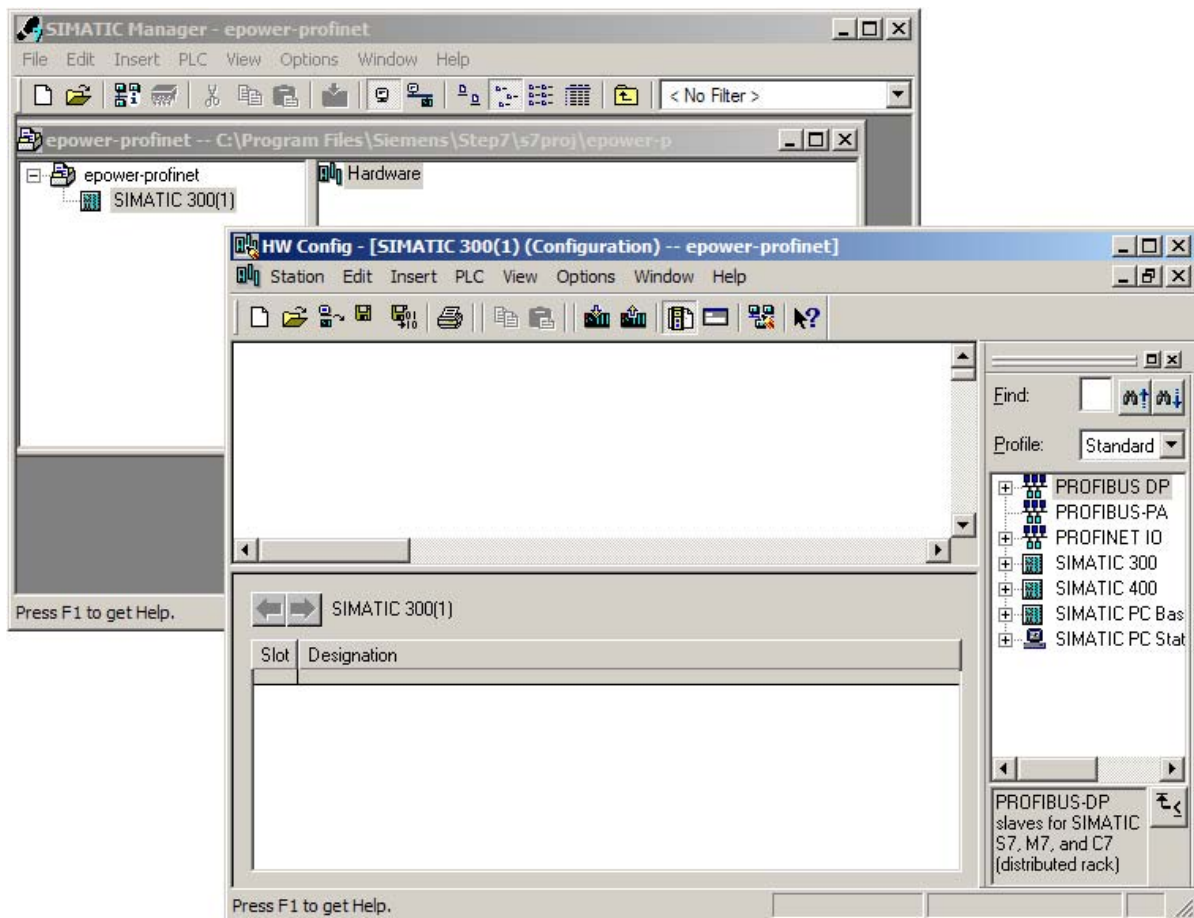 SIMATIC Manager - epower-profinet
File Edit Insert PLC View Options Window Help
< No Filter >
epower-profinet -- C:\Program Files\Siemens\Step7\s7proj\epower-p
epower-profinet
SIMATIC 300(1)
Hardware
Press F1 to get Help.
HW Config - [SIMATIC 300(1) (Configuration) -- epower-profinet]
Station Edit Insert PLC View Options Window Help
SIMATIC 300(1)
Slot Designation
Find:
Profile: Standard
PROFIBUS DP
PROFIBUS-PA
PROFINET IO
SIMATIC 300
SIMATIC 400
SIMATIC PC Bas
SIMATIC PC Stat
PROFIBUS-DP
slaves for SIMATIC
S7, M7, and C7
(distributed rack)
Press F1 to get Help.